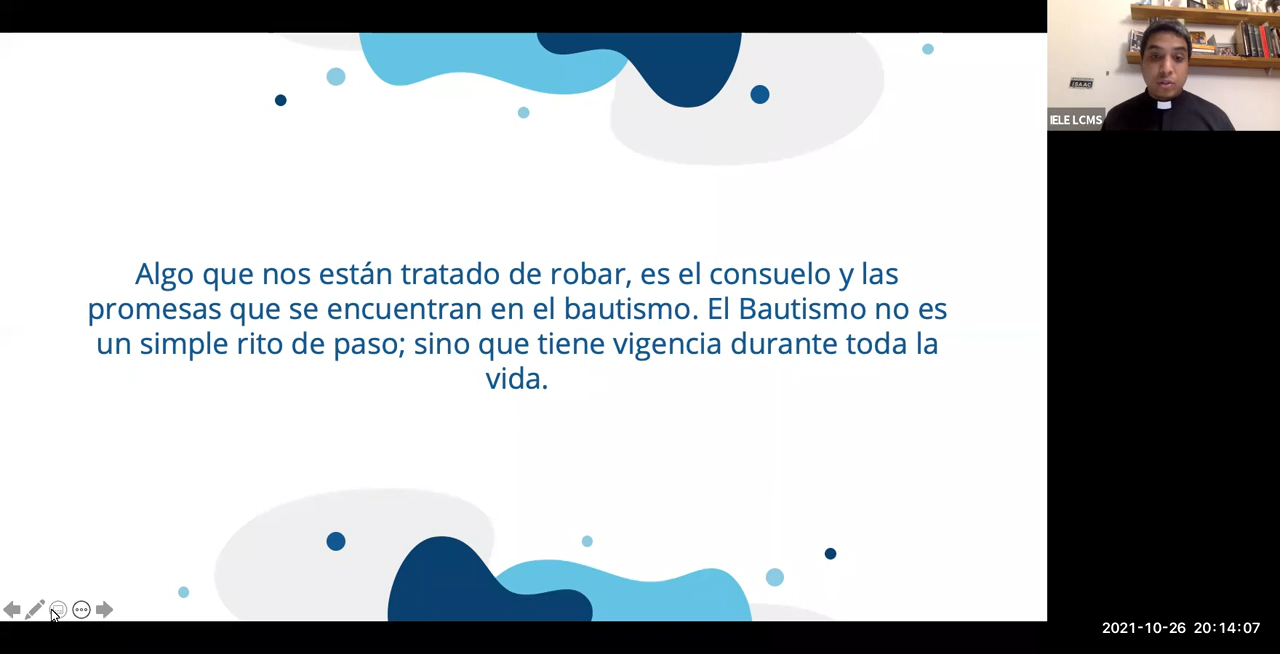 Algo que nos están tratado de robar, es el consuelo y las
promesas que se encuentran en el bautismo. El Bautismo no es
un simple rito de paso; sino que tiene vigencia durante toda la
vida.
ISAAC
IELE LCMS
2021-10-26 20:14:07